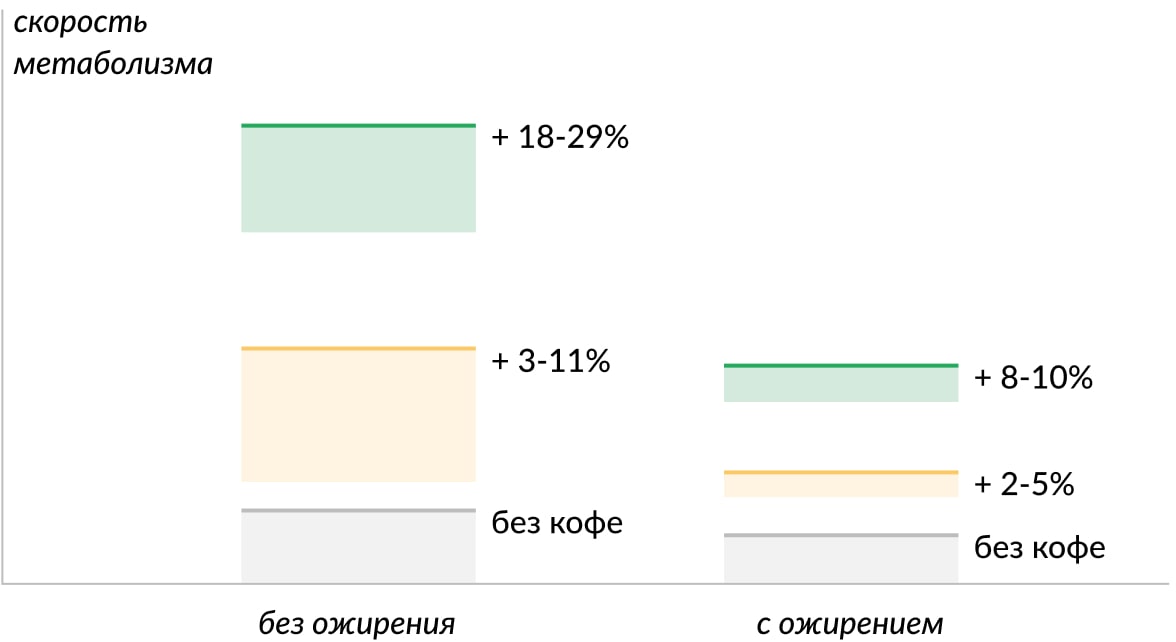 скорость
метаболизма
+ 18-29%
+ 3-11%
+ 8-10%
+ 2-5%
без кофе
без кофе
без ожирения
с ожирением